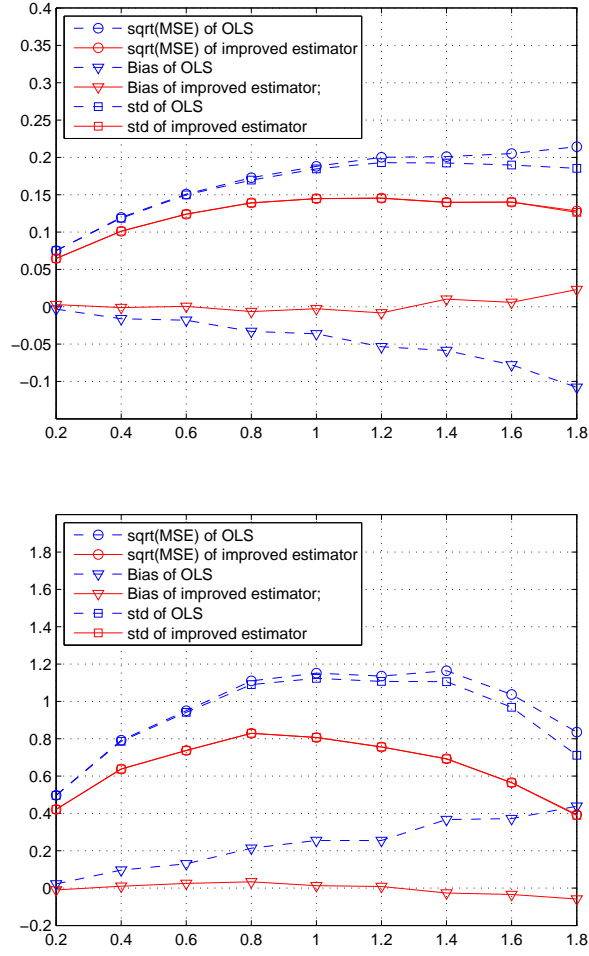 0.4
0.35
0.3
0.25
0.2
0.15
0.1
0.05
0
−0.05
−0.1
sqrt(MSE) of OLS
sqrt(MSE) of improved estimator
Bias of OLS
Bias of improved estimator;
std of OLS
std of improved estimator
0.2 0.4 0.6 0.8 1 1.2 1.4 1.6 1.8
1.8
1.6
1.4
1.2
1
0.8
0.6
0.4
0.2
0
−0.2
sqrt(MSE) of OLS
sqrt(MSE) of improved estimator
Bias of OLS
Bias of improved estimator;
std of OLS
std of improved estimator
0.2 0.4 0.6 0.8 1 1.2 1.4 1.6 1.8